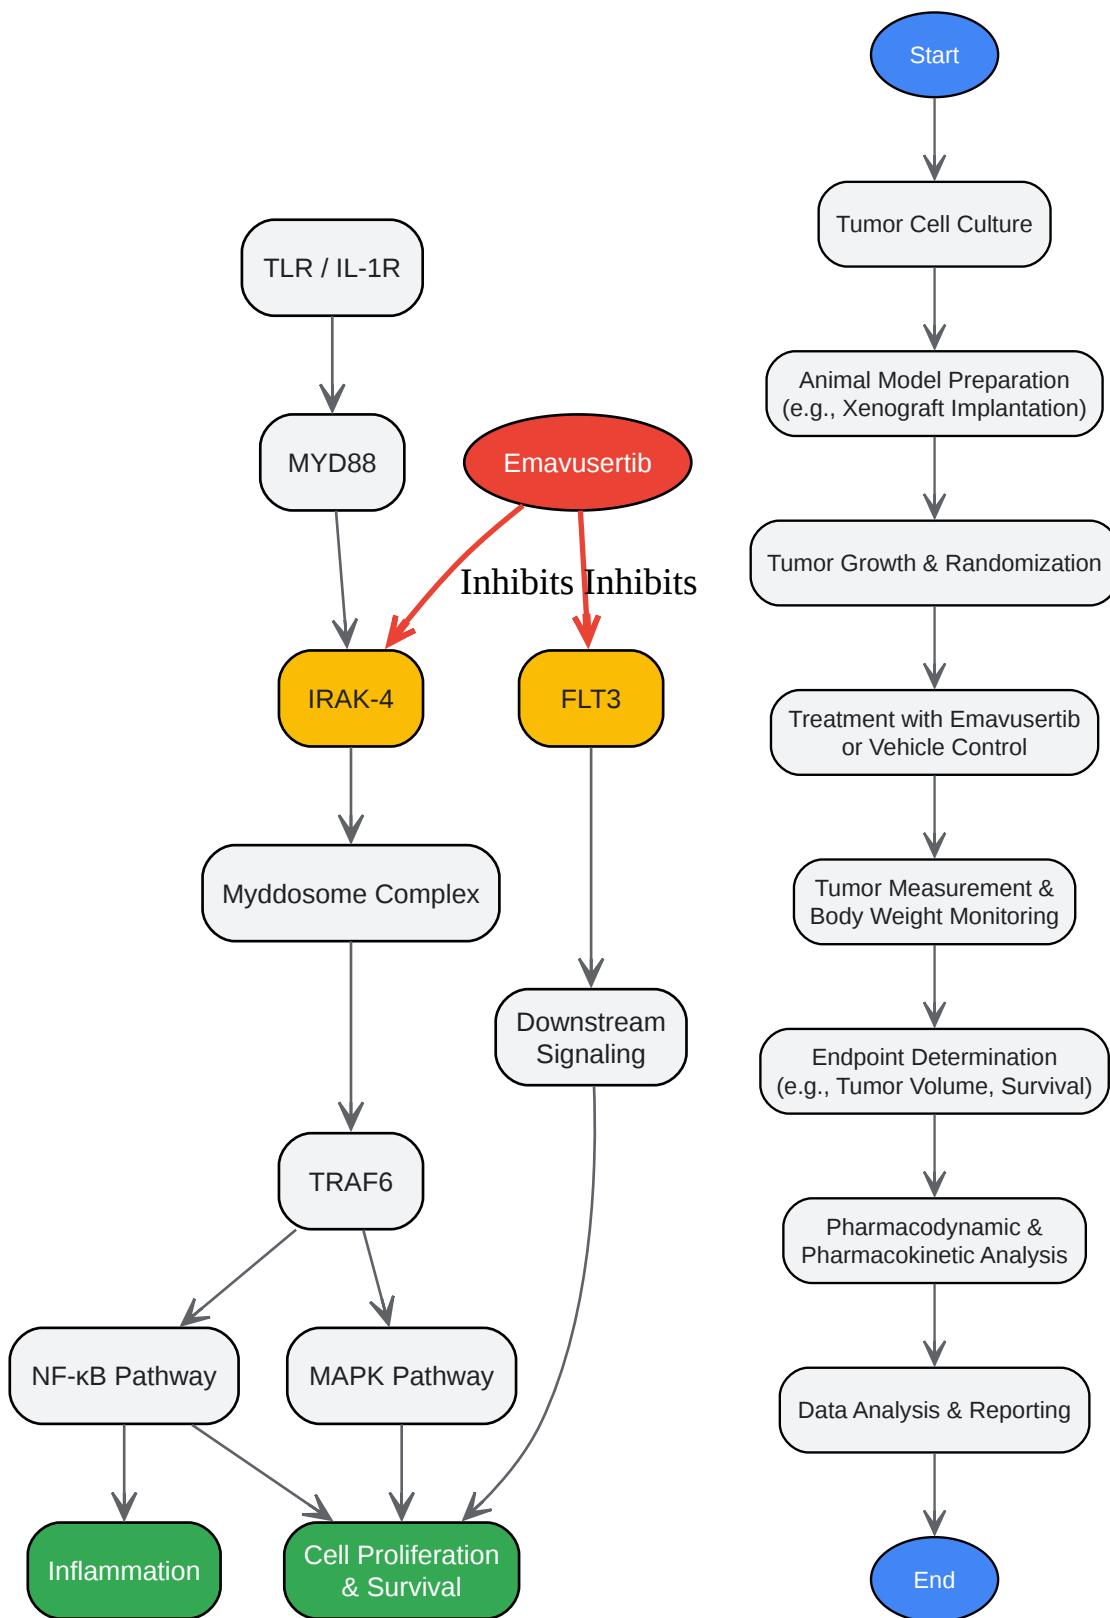 TLR / IL-1R
MYD88
Emavusertib
Inhibits
Inhibits
IRAK-4
FLT3
Myddosome Complex
Downstream
Signaling
TRAF6
NF-κB Pathway
MAPK Pathway
Inflammation
Cell Proliferation
& Survival
Start
Tumor Cell Culture
Animal Model Preparation
(e.g., Xenograft Implantation)
Tumor Growth & Randomization
Treatment with Emavusertib
or Vehicle Control
Tumor Measurement &
Body Weight Monitoring
Endpoint Determination
(e.g., Tumor Volume, Survival)
Pharmacodynamic &
Pharmacokinetic Analysis
Data Analysis & Reporting
End